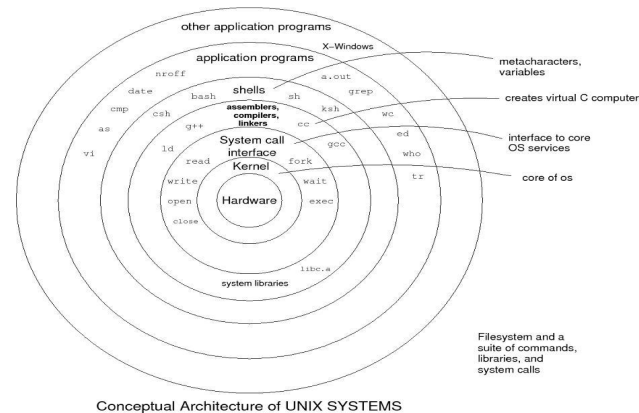 other application programs
X-Windows
application programs
nroff a.out
metacharacters,
variables
date bash shells sh grep
cmp csh assemblers,
compilers,
linkers ksh wc
creates virtual C computer
as g++ cc ed
vi ld System call
interface gcc who
interface to core
OS services
read Kernel fork tr
core of os
write Hardware wait
open exec
close
libc.a
system libraries
Filesystem and a
suite of commands,
libraries, and
system calls
Conceptual Architecture of UNIX SYSTEMS